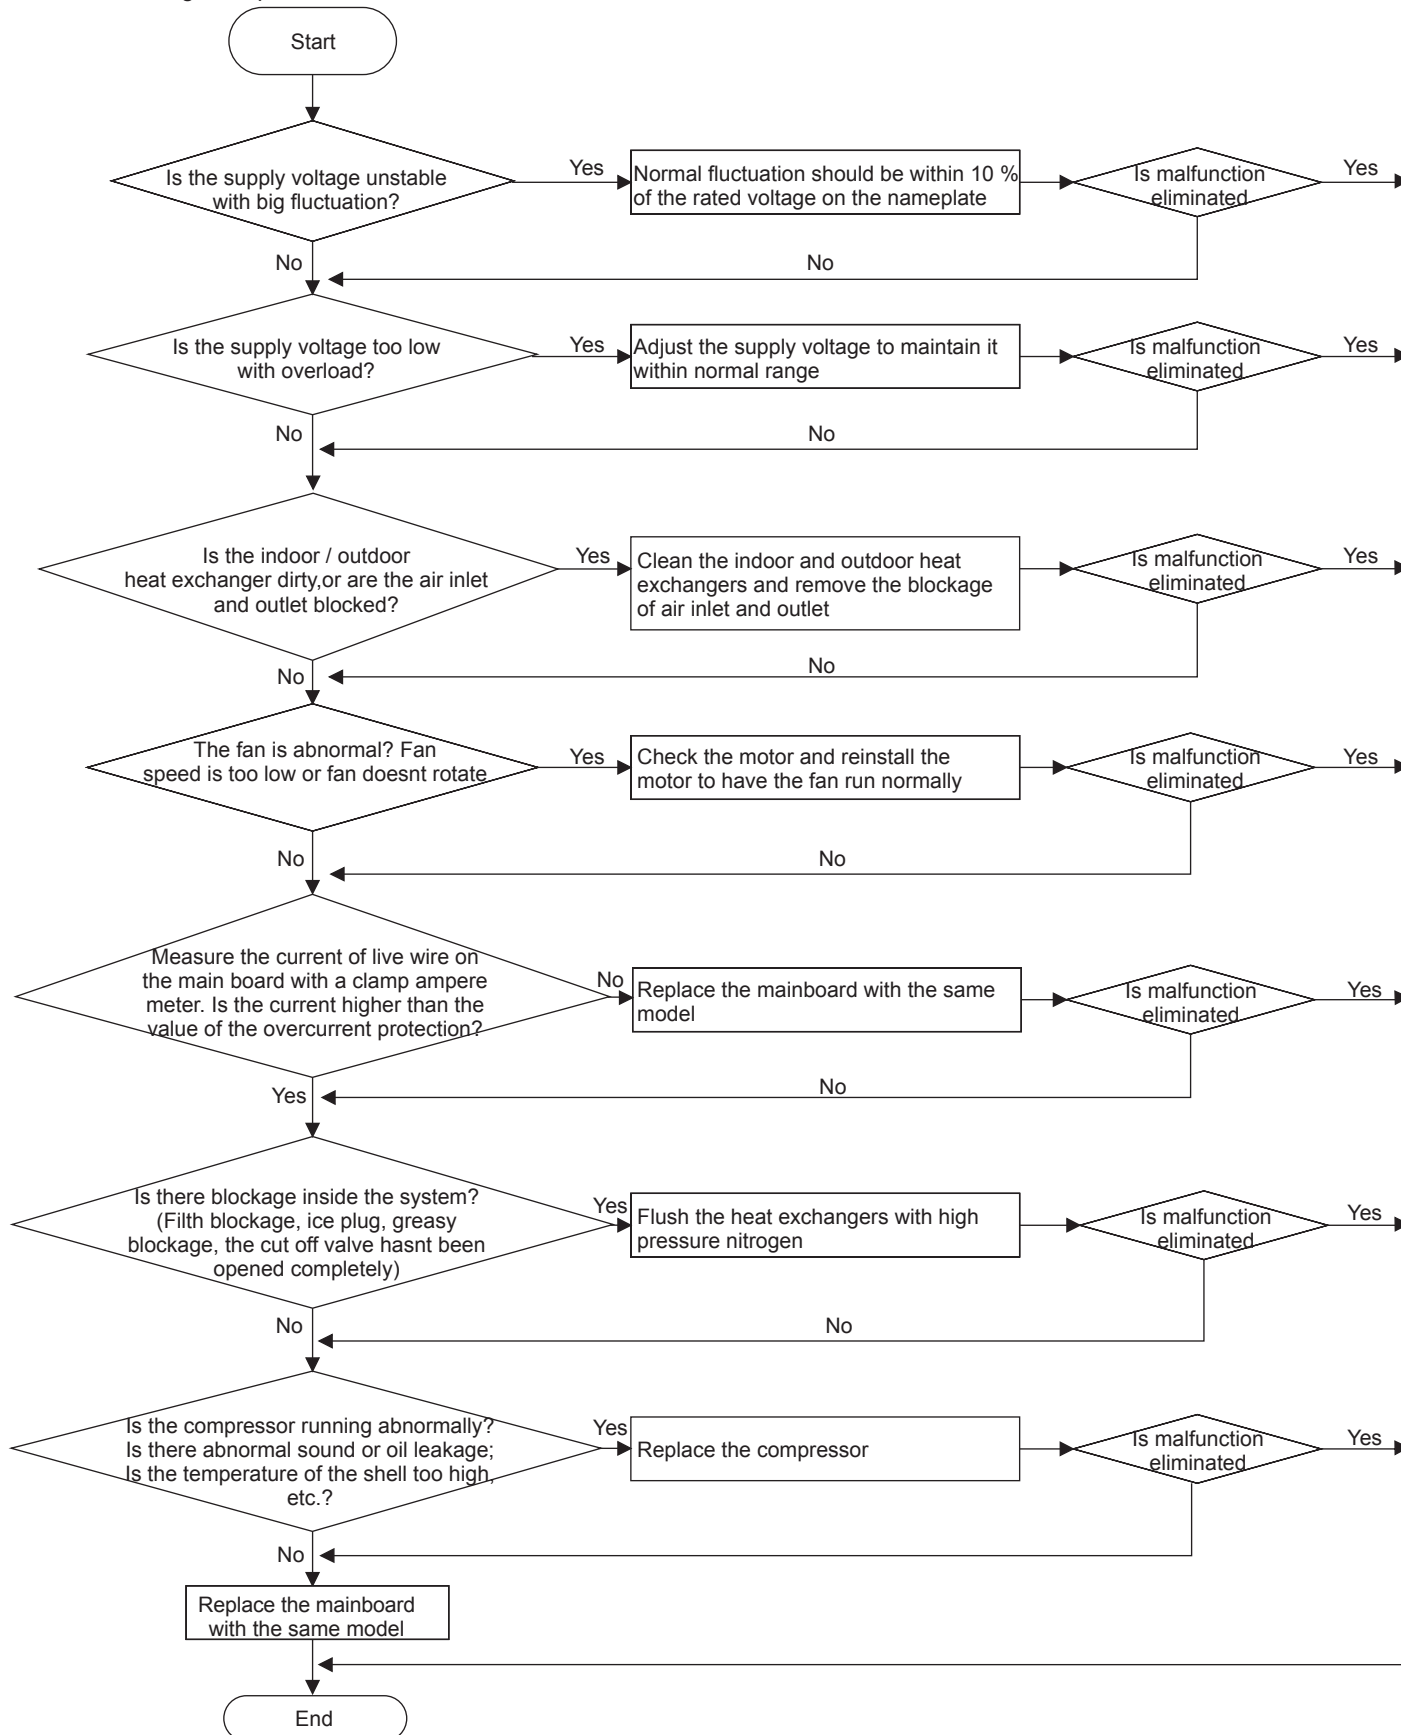 Start
Is the supply voltage unstable
with big fluctuation?
Yes
Normal fluctuation should be within 10 %
of the rated voltage on the nameplate
Is malfunction
eliminated
Yes
No
No
Is the supply voltage too low
with overload?
Yes
Adjust the supply voltage to maintain it
within normal range
Is malfunction
eliminated
Yes
No
No
Is the indoor / outdoor
heat exchanger dirty,or are the air inlet
and outlet blocked?
Yes
Clean the indoor and outdoor heat
exchangers and remove the blockage
of air inlet and outlet
Is malfunction
eliminated
Yes
No
No
The fan is abnormal? Fan
speed is too low or fan doesnt rotate
Yes
Check the motor and reinstall the
motor to have the fan run normally
Is malfunction
eliminated
Yes
No
No
Measure the current of live wire on
the main board with a clamp ampere
meter. Is the current higher than the
value of the overcurrent protection?
No
Replace the mainboard with the same
model
Is malfunction
eliminated
Yes
Yes
No
Is there blockage inside the system?
(Filth blockage, ice plug, greasy
blockage, the cut off valve hasnt been
opened completely)
Yes
Flush the heat exchangers with high
pressure nitrogen
Is malfunction
eliminated
Yes
No
No
Is the compressor running abnormally?
Is there abnormal sound or oil leakage;
Is the temperature of the shell too high,
etc.?
Yes
Replace the compressor
Is malfunction
eliminated
Yes
No
Replace the mainboard
with the same model
End